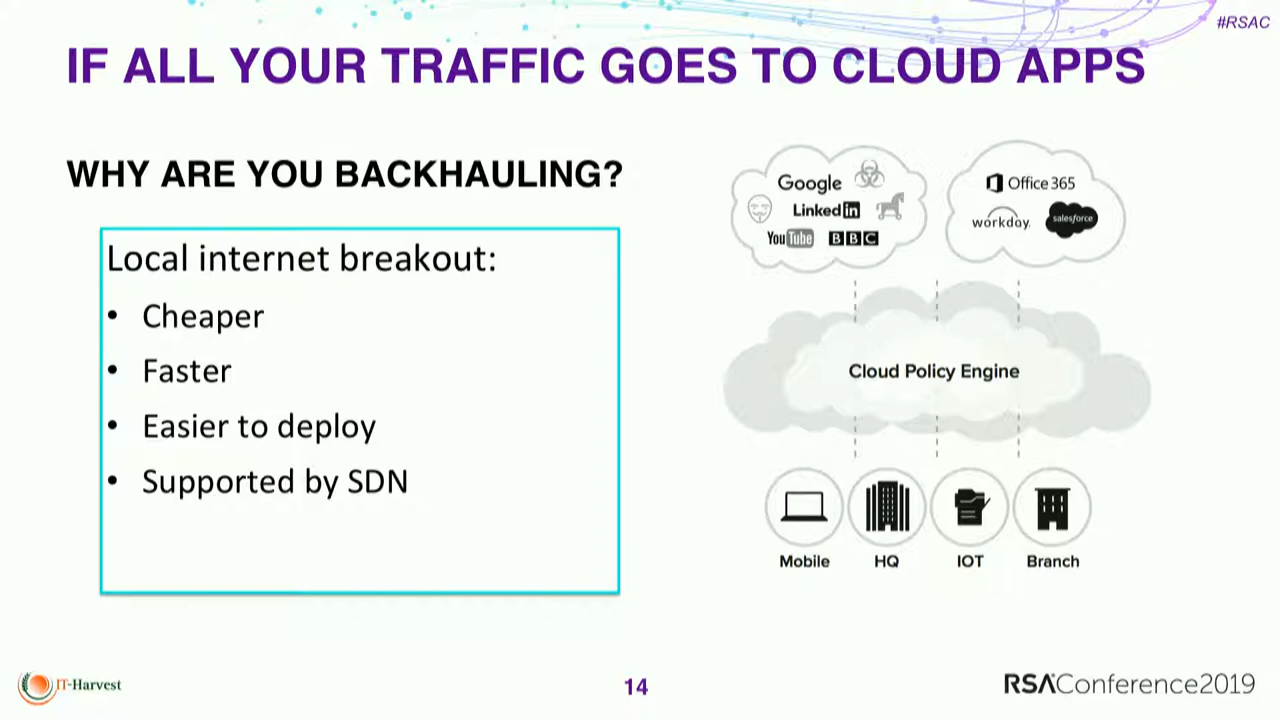 #RSAC
IF ALL YOUR TRAFFIC GOES TO CLOUD APPS
WHY ARE YOU BACKHAULING?
Local internet breakout:
• Cheaper
• Faster
• Easier to deploy
• Supported by SDN
Google
LinkedIn
YouTube BBC
Office 365
workday. salesforce
Cloud Policy Engine
Mobile HQ IOT Branch
IT-Harvest
14
RSAConference2019